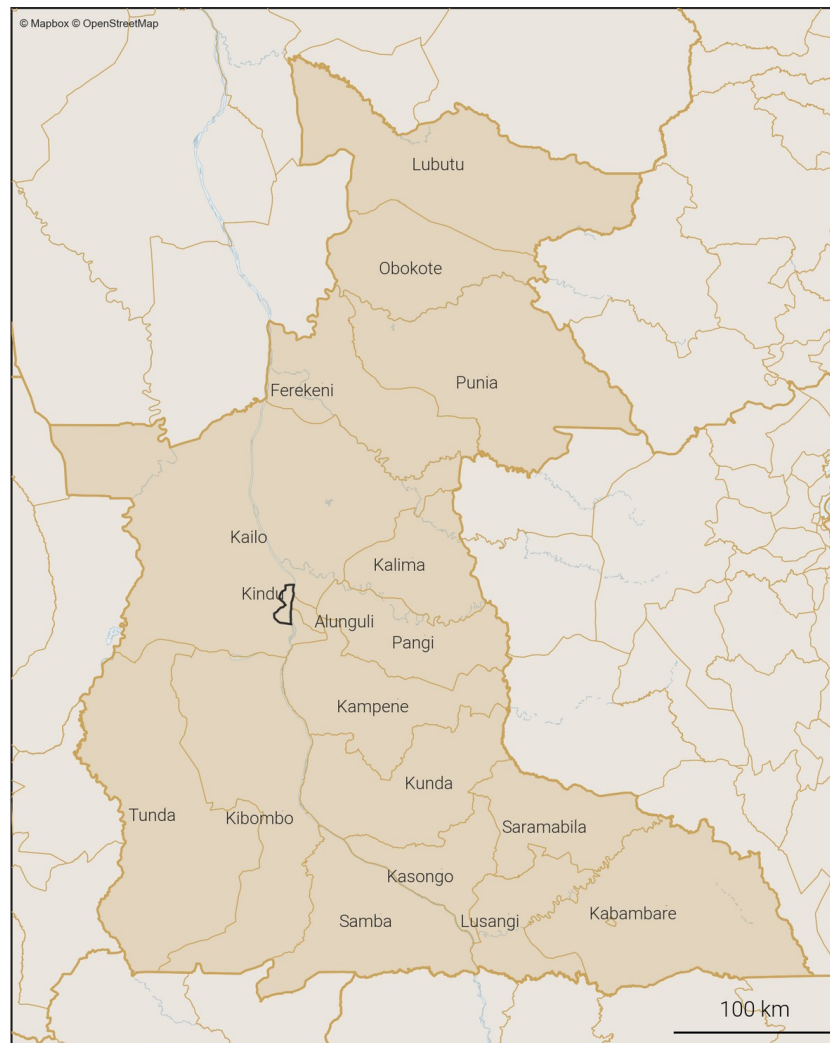 © Mapbox © OpenStreetMap
Lubutu
Obokote
Punia
Ferekeni
Kailo
Kalima
Kindu
Alunguli
Pangi
Kampene
Kunda
Tunda
Kibombo
Saramabila
Kasongo
Samba
Lusangi
Kabambare
100 km